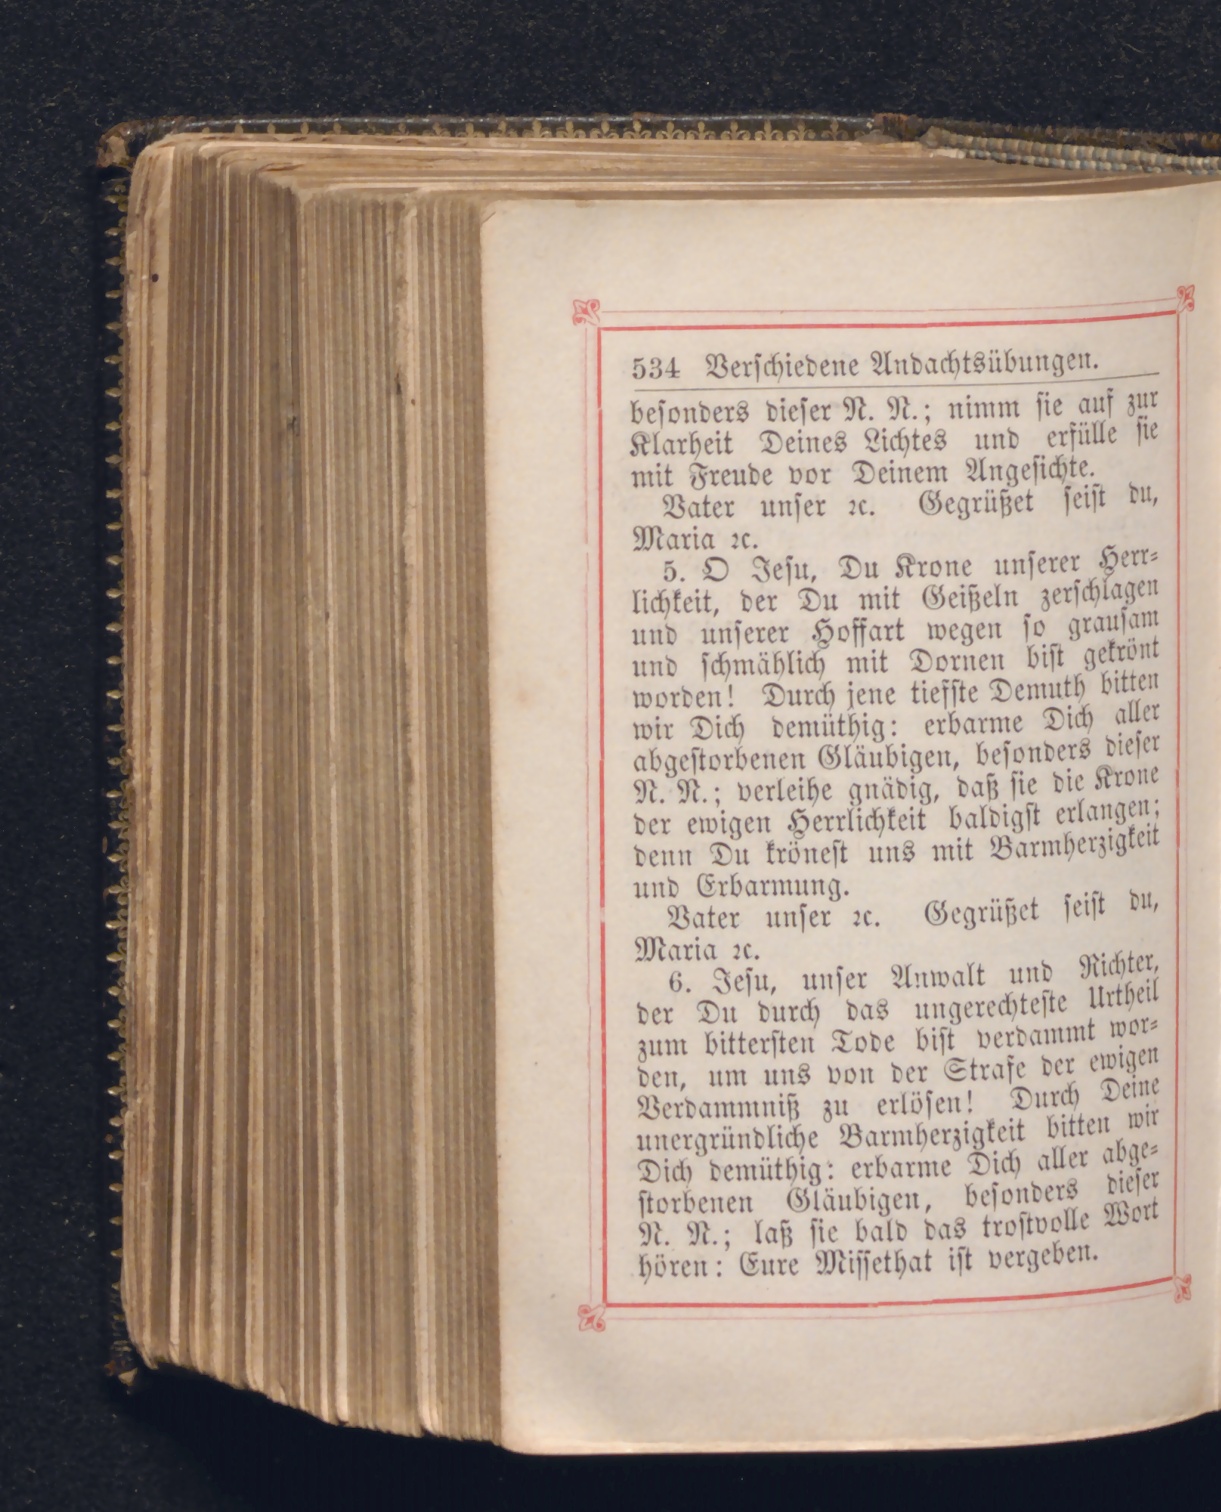 534 Verſchiedene Andachtsübungen.
beſonders dieſer N. N.; nimm ſie auf zur
Klarheit Deines Lichtes und erfülle ſie
mit Freude vor Deinem Angeſichte.
Vater unſer ꝛc. Gegrüßet ſeiſt du,
Maria ꝛc.
5. O Jeſu, Du Krone unſerer Herr⸗
lichkeit, der Du mit Geißeln zerſchlagen
und unſerer Hoffart wegen ſo grauſam
und ſchmählich mit Dornen biſt gekrönt
worden! Durch jene tiefſte Demuth bitten
wir Dich demüthig: erbarme Dich aller
abgeſtorbenen Gläubigen, beſonders dieſer
N. N.; verleihe gnädig, daß ſie die Krone
der ewigen Herrlichkeit baldigſt erlangen;
denn Du kröneſt uns mit Barmherzigkeit
und Erbarmung.
Vater unſer ꝛc. Gegrüßet ſeiſt du,
Maria ꝛc.
6. Jeſu, unſer Anwalt und Richter,
der Du durch das ungerechteſte Urtheil
zum bitterſten Tode biſt verdammt wor⸗
den, um uns von der Strafe der ewigen
Verdammniß zu erlöſen! Durch Deine
unergründliche Barmherzigkeit bitten wir
Dich demüthig: erbarme Dich aller abge⸗
ſtorbenen Gläubigen, beſonders dieſer
N. N.; laß ſie bald das troſtvolle Wort
hören: Eure Miſſethat iſt vergeben.